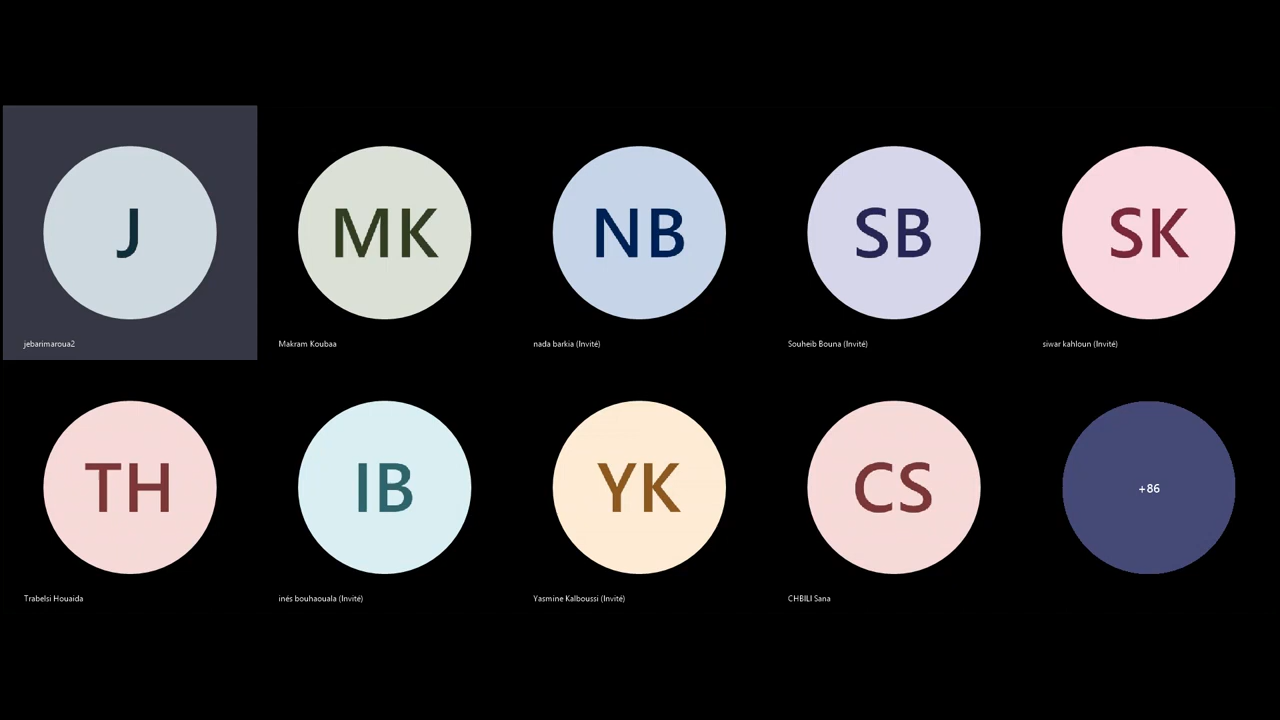 J
MK
NB
SB
SK
jebarimaroua2
Makram Koubaa
nada barkia (Invité)
Souheib Bouna (Invité)
siwar kahloun (Invité)
TH
IB
YK
CS
+86
Trabelsi Houaida
inés bouhaouala (Invité)
Yasmine Kalboussi (Invité)
CHBILI Sana